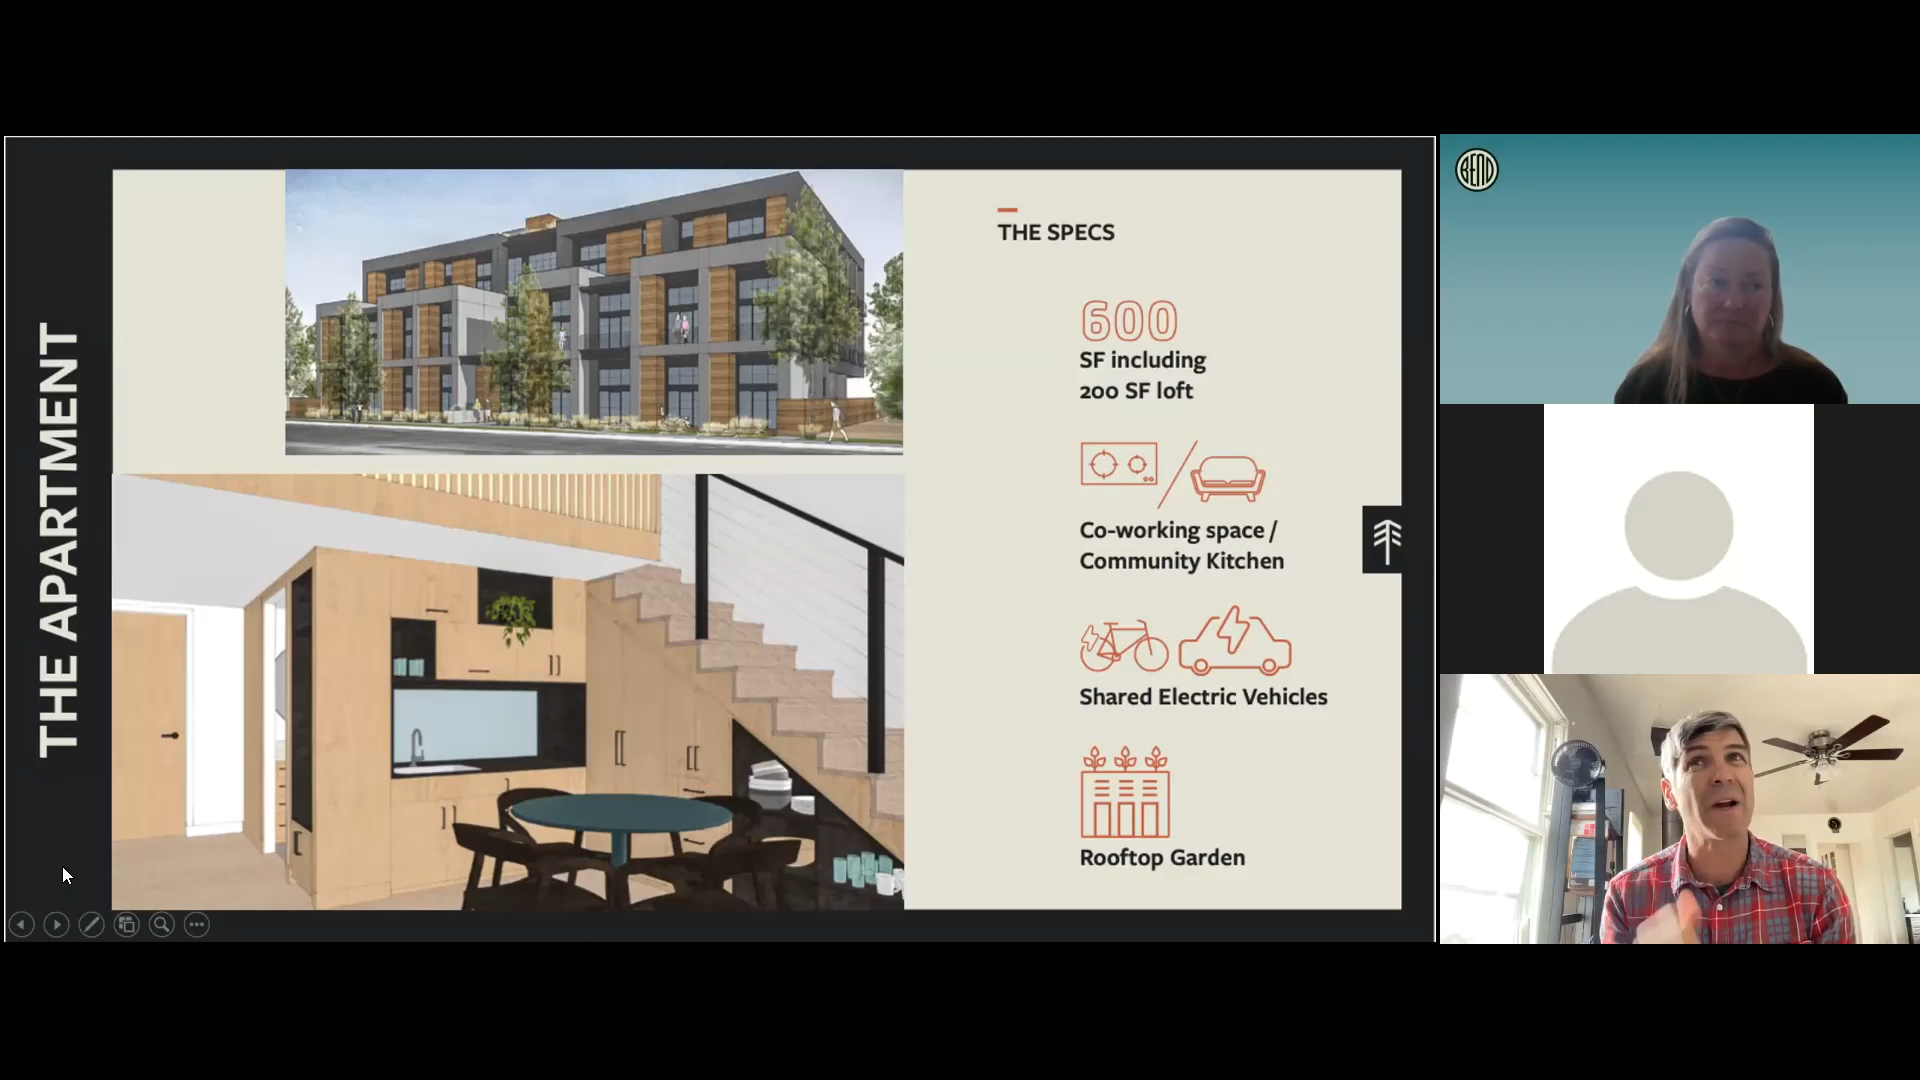 THE APARTMENT
THE SPECS
600
SF including
200 SF loft
Co-working space /
Community Kitchen
Shared Electric Vehicles
Rooftop Garden
BEND